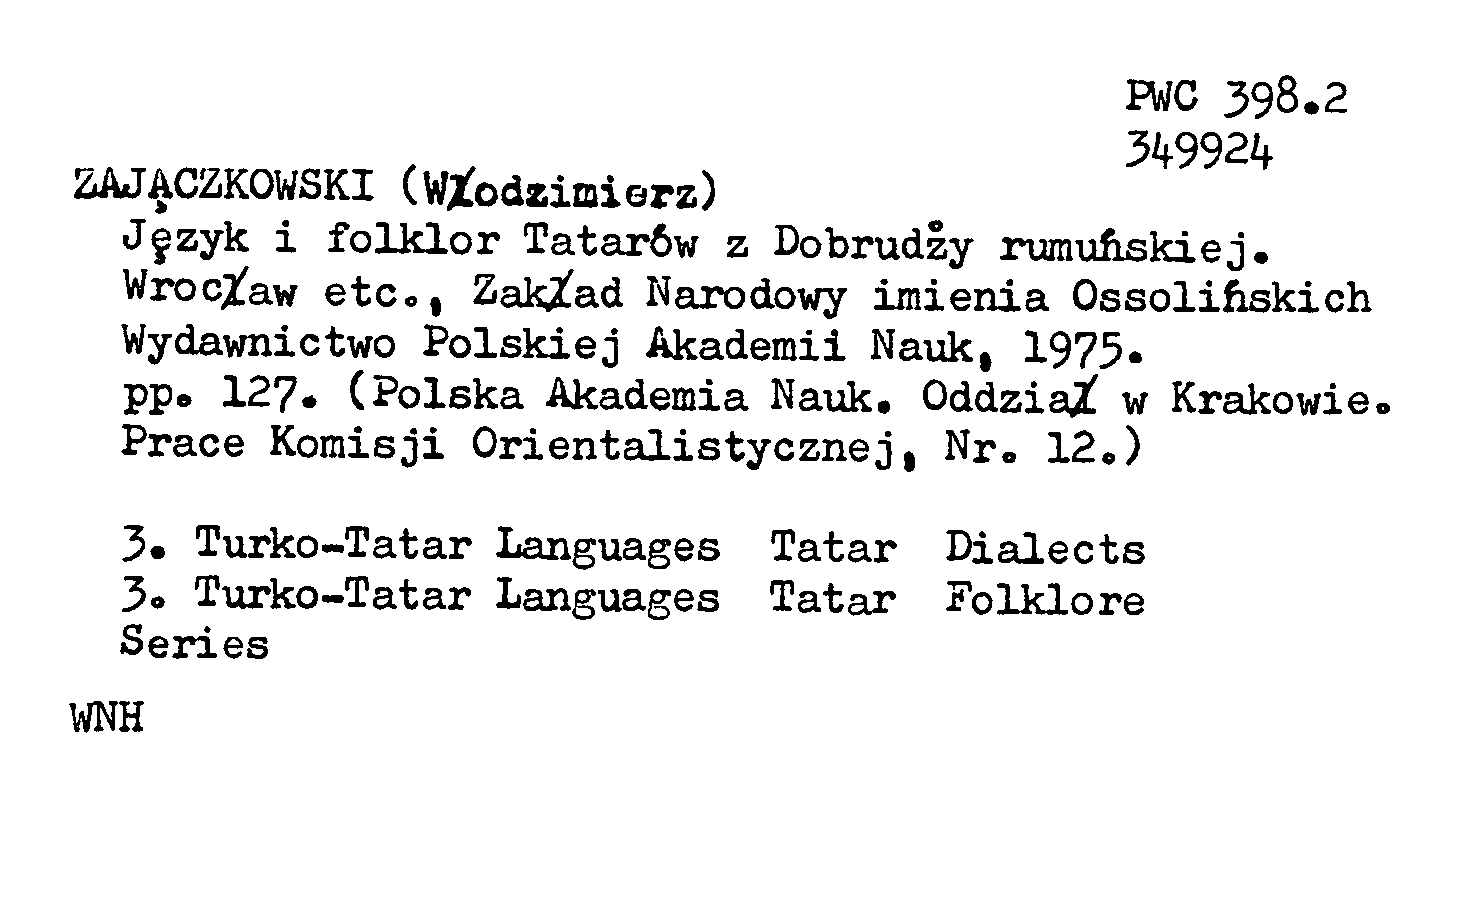 PWC 398.2
349924
ZAJĄCZKOWSKI (Włodzimierz)
Język i folklor Tatarów z Dobrudży rumuńskiej.
Wrocław etc., Zakład Narodowy imienia Ossolińskich
Wydawnictwo Polskiej Akademii Nauk, 1975.
pp. 127. (Polska Akademia Nauk. Oddział w Krakowie.
Prace Komisji Orientalistycznej, Nr. 12.)
3. Turko-Tatar Languages Tatar Dialects
3. Turko-Tatar Languages Tatar Folklore
Series
WNH